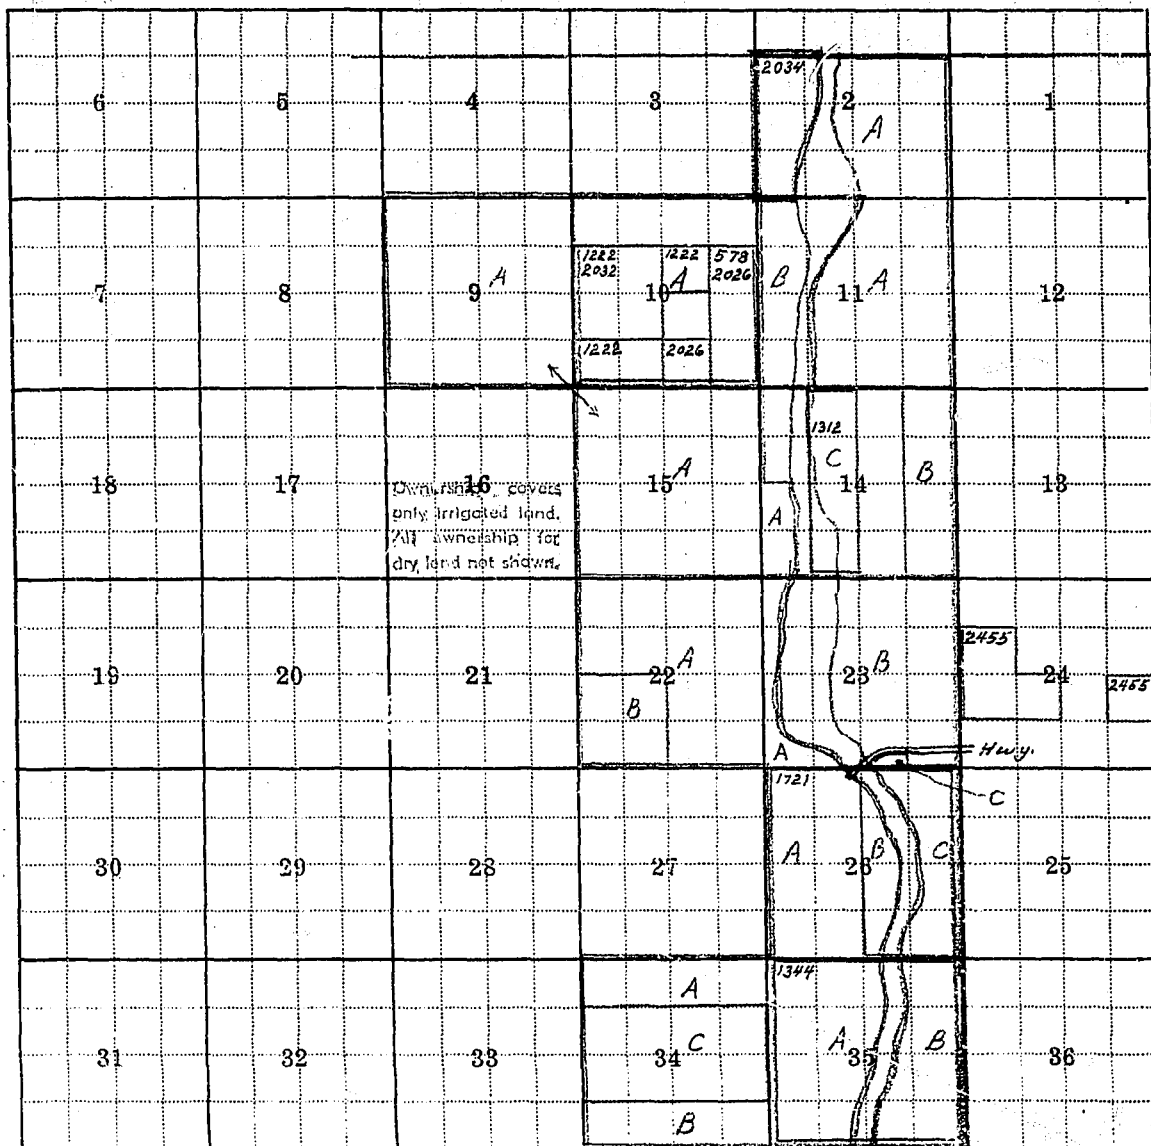 2034
6 5 4 3 2 1
A
1222 1222 578
2032 2026
A A B A
7 8 9 10 11 12
1222 2026
1312
C
A B
18 17 16 15 14 13
Ownership covers
only irrigated land.
All ownership for
dry land not shown.
A
2455
A B
19 20 21 22 23 24
2455
B
Hwy.
A
1721
C
A B C
30 29 28 27 26 25
1344
A
C A B
31 32 33 34 35 36
B